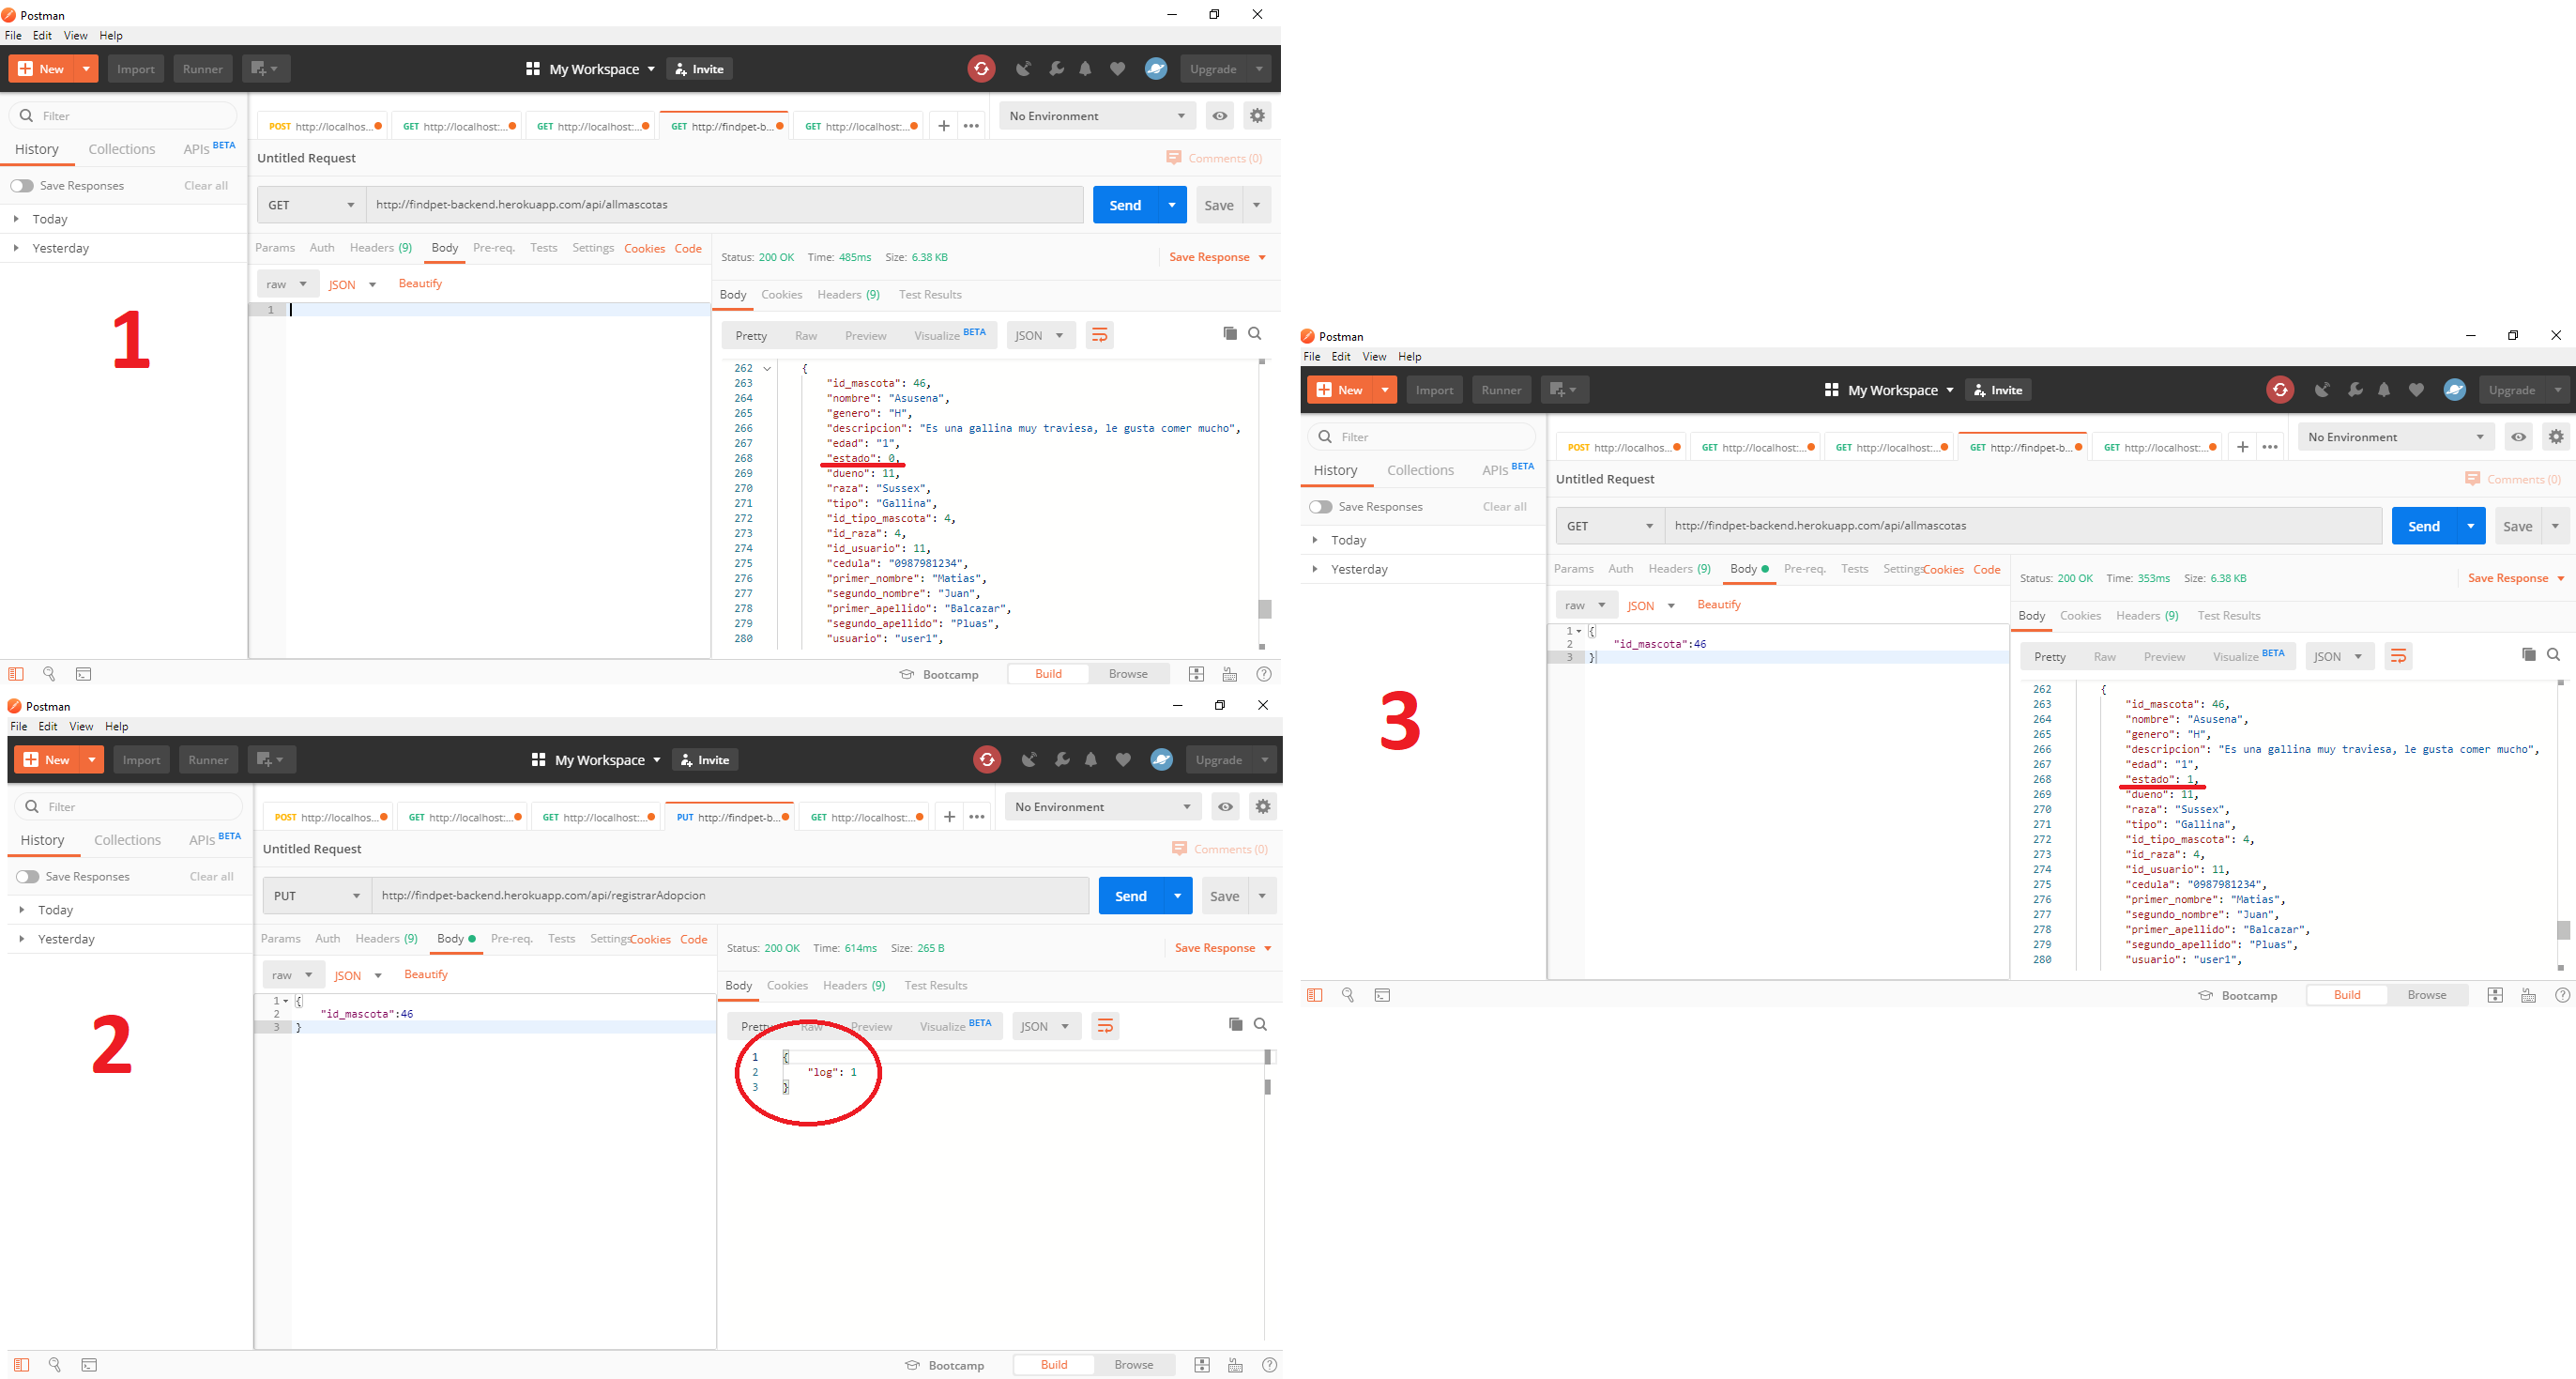 Postman
File Edit View Help
New Import Runner My Workspace Invite Upgrade
Filter
History Collections APIs BETA
Save Responses Clear all
Today
Yesterday
1
POST http://localhos... GET http://localhost:... GET http://localhost:... GET http://findpet-b... GET http://localhost:... No Environment
Untitled Request Comments (0)
GET http://findpet-backend.herokuapp.com/api/allmascotas Send Save
Params Auth Headers (9) Body Pre-req. Tests Settings Cookies Code
raw JSON Beautify
1
Status: 200 OK Time: 485ms Size: 6.38 KB Save Response
Body Cookies Headers (9) Test Results
Pretty Raw Preview Visualize BETA JSON
262 {
263 "id_mascota": 46,
264 "nombre": "Asusena",
265 "genero": "H",
266 "descripcion": "Es una gallina muy traviesa, le gusta comer mucho",
267 "edad": "1",
268 "estado": 0,
269 "dueno": 11,
270 "raza": "Sussex",
271 "tipo": "Gallina",
272 "id_tipo_mascota": 4,
273 "id_raza": 4,
274 "id_usuario": 11,
275 "cedula": "0987981234",
276 "primer_nombre": "Matias",
277 "segundo_nombre": "Juan",
278 "primer_apellido": "Balcazar",
279 "segundo_apellido": "Pluas",
280 "usuario": "user1",
Bootcamp Build Browse
Postman
File Edit View Help
New Import Runner My Workspace Invite Upgrade
Filter
History Collections APIs BETA
Save Responses Clear all
Today
Yesterday
2
POST http://localhos... GET http://localhost:... GET http://localhost:... PUT http://findpet-b... GET http://localhost:... No Environment
Untitled Request Comments (0)
PUT http://findpet-backend.herokuapp.com/api/registrarAdopcion Send Save
Params Auth Headers (9) Body Pre-req. Tests Settings Cookies Code
raw JSON Beautify
1 {
2 "id_mascota":46
3 }
Status: 200 OK Time: 614ms Size: 265 B Save Response
Body Cookies Headers (9) Test Results
Pretty Raw Preview Visualize BETA JSON
1 {
2 "log": 1
3 }
Bootcamp Build Browse
Postman
File Edit View Help
New Import Runner My Workspace Invite Upgrade
Filter
History Collections APIs BETA
Save Responses Clear all
Today
Yesterday
3
POST http://localhos... GET http://localhost:... GET http://localhost:... GET http://findpet-b... GET http://localhost:... No Environment
Untitled Request Comments (0)
GET http://findpet-backend.herokuapp.com/api/allmascotas Send Save
Params Auth Headers (9) Body Pre-req. Tests Settings Cookies Code
raw JSON Beautify
1 {
2 "id_mascota":46
3 }
Status: 200 OK Time: 353ms Size: 6.38 KB Save Response
Body Cookies Headers (9) Test Results
Pretty Raw Preview Visualize BETA JSON
262 {
263 "id_mascota": 46,
264 "nombre": "Asusena",
265 "genero": "H",
266 "descripcion": "Es una gallina muy traviesa, le gusta comer mucho",
267 "edad": "1",
268 "estado": 1,
269 "dueno": 11,
270 "raza": "Sussex",
271 "tipo": "Gallina",
272 "id_tipo_mascota": 4,
273 "id_raza": 4,
274 "id_usuario": 11,
275 "cedula": "0987981234",
276 "primer_nombre": "Matias",
277 "segundo_nombre": "Juan",
278 "primer_apellido": "Balcazar",
279 "segundo_apellido": "Pluas",
280 "usuario": "user1",
Bootcamp Build Browse